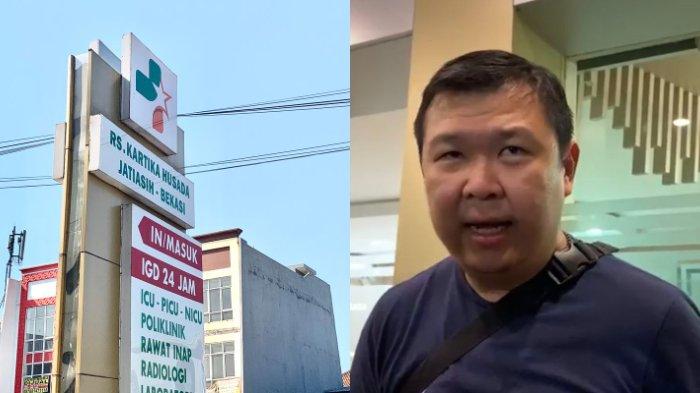 RS.KARTIKA HUSADA
JATIASIH - BEKASI
IN/MASUK
IGD 24 JAM
ICU - PICU - NICU
POLIKLINIK
RAWAT INAP
RADIOLOGI